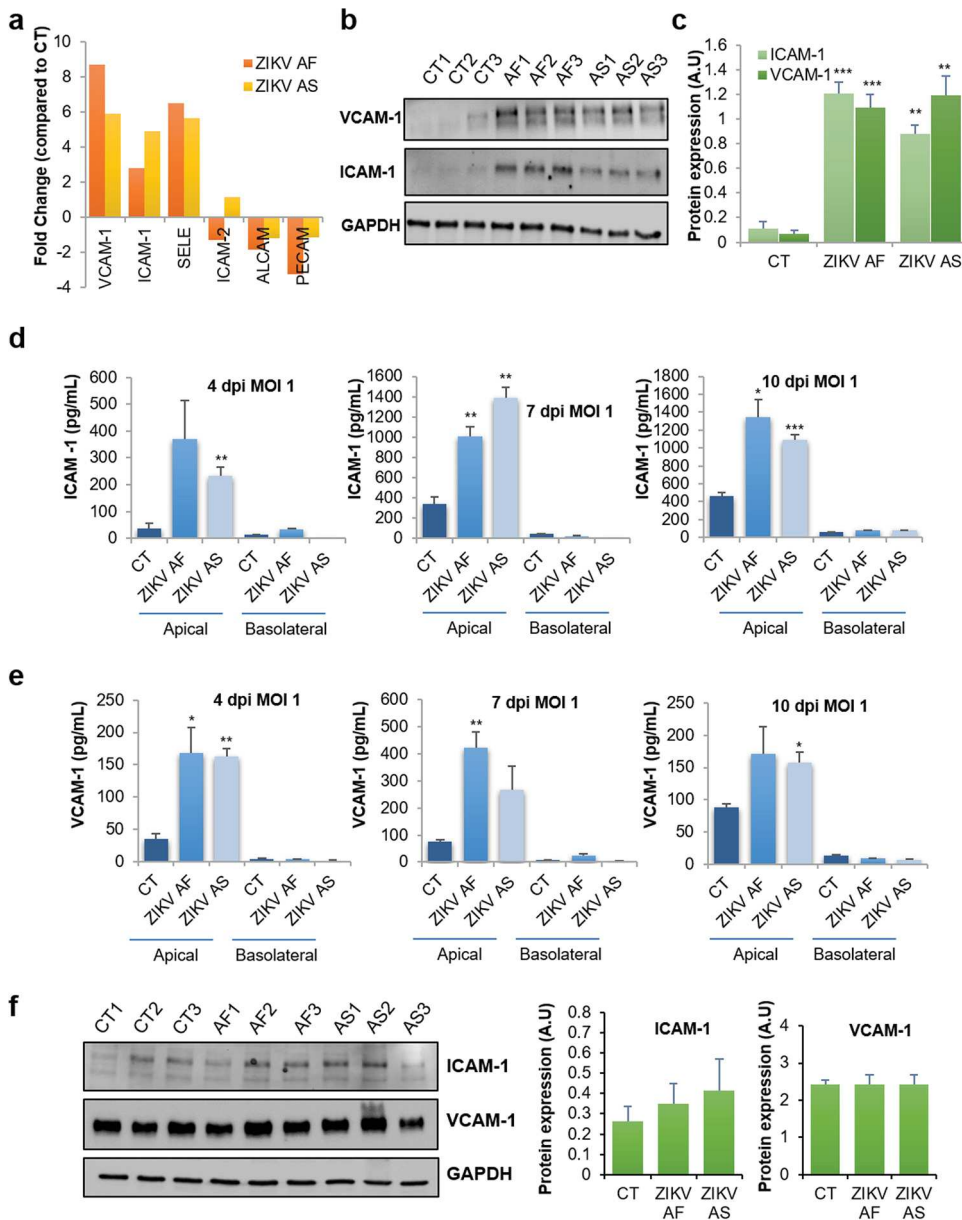 a
Fold Change (compared to CT)
10
8
6
4
2
0
-2
-4
ZIKV AF
ZIKV AS
VCAM-1
ICAM-1
SELE
ICAM-2
ALCAM
PECAM
b
CT1
CT2
CT3
AF1
AF2
AF3
AS1
AS2
AS3
VCAM-1
ICAM-1
GAPDH
c
Protein expression (A.U)
1.6
1.4
1.2
1
0.8
0.6
0.4
0.2
0
ICAM-1
VCAM-1
***
***
**
**
CT
ZIKV AF
ZIKV AS
d
ICAM -1 (pg/mL)
600
500
400
300
200
100
0
4 dpi MOI 1
**
CT
ZIKV AF
ZIKV AS
CT
ZIKV AF
ZIKV AS
Apical
Basolateral
ICAM-1 (pg/mL)
1600
1400
1200
1000
800
600
400
200
0
7 dpi MOI 1
**
**
CT
ZIKV AF
ZIKV AS
CT
ZIKV AF
ZIKV AS
Apical
Basolateral
ICAM-1 (pg/mL)
1800
1600
1400
1200
1000
800
600
400
200
0
10 dpi MOI 1
*
***
CT
ZIKV AF
ZIKV AS
CT
ZIKV AF
ZIKV AS
Apical
Basolateral
e
VCAM-1 (pg/mL)
250
200
150
100
50
0
4 dpi MOI 1
*
**
CT
ZIKV AF
ZIKV AS
CT
ZIKV AF
ZIKV AS
Apical
Basolateral
VCAM-1 (pg/mL)
600
500
400
300
200
100
0
7 dpi MOI 1
**
CT
ZIKV AF
ZIKV AS
CT
ZIKV AF
ZIKV AS
Apical
Basolateral
VCAM-1 (pg/mL)
250
200
150
100
50
0
10 dpi MOI 1
*
CT
ZIKV AF
ZIKV AS
CT
ZIKV AF
ZIKV AS
Apical
Basolateral
f
CT1
CT2
CT3
AF1
AF2
AF3
AS1
AS2
AS3
ICAM-1
VCAM-1
GAPDH
Protein expression (A.U)
0.8
0.7
0.6
0.5
0.4
0.3
0.2
0.1
0
ICAM-1
CT
ZIKV AF
ZIKV AS
Protein expression (A.U)
4
3
2
1
0
VCAM-1
CT
ZIKV AF
ZIKV AS